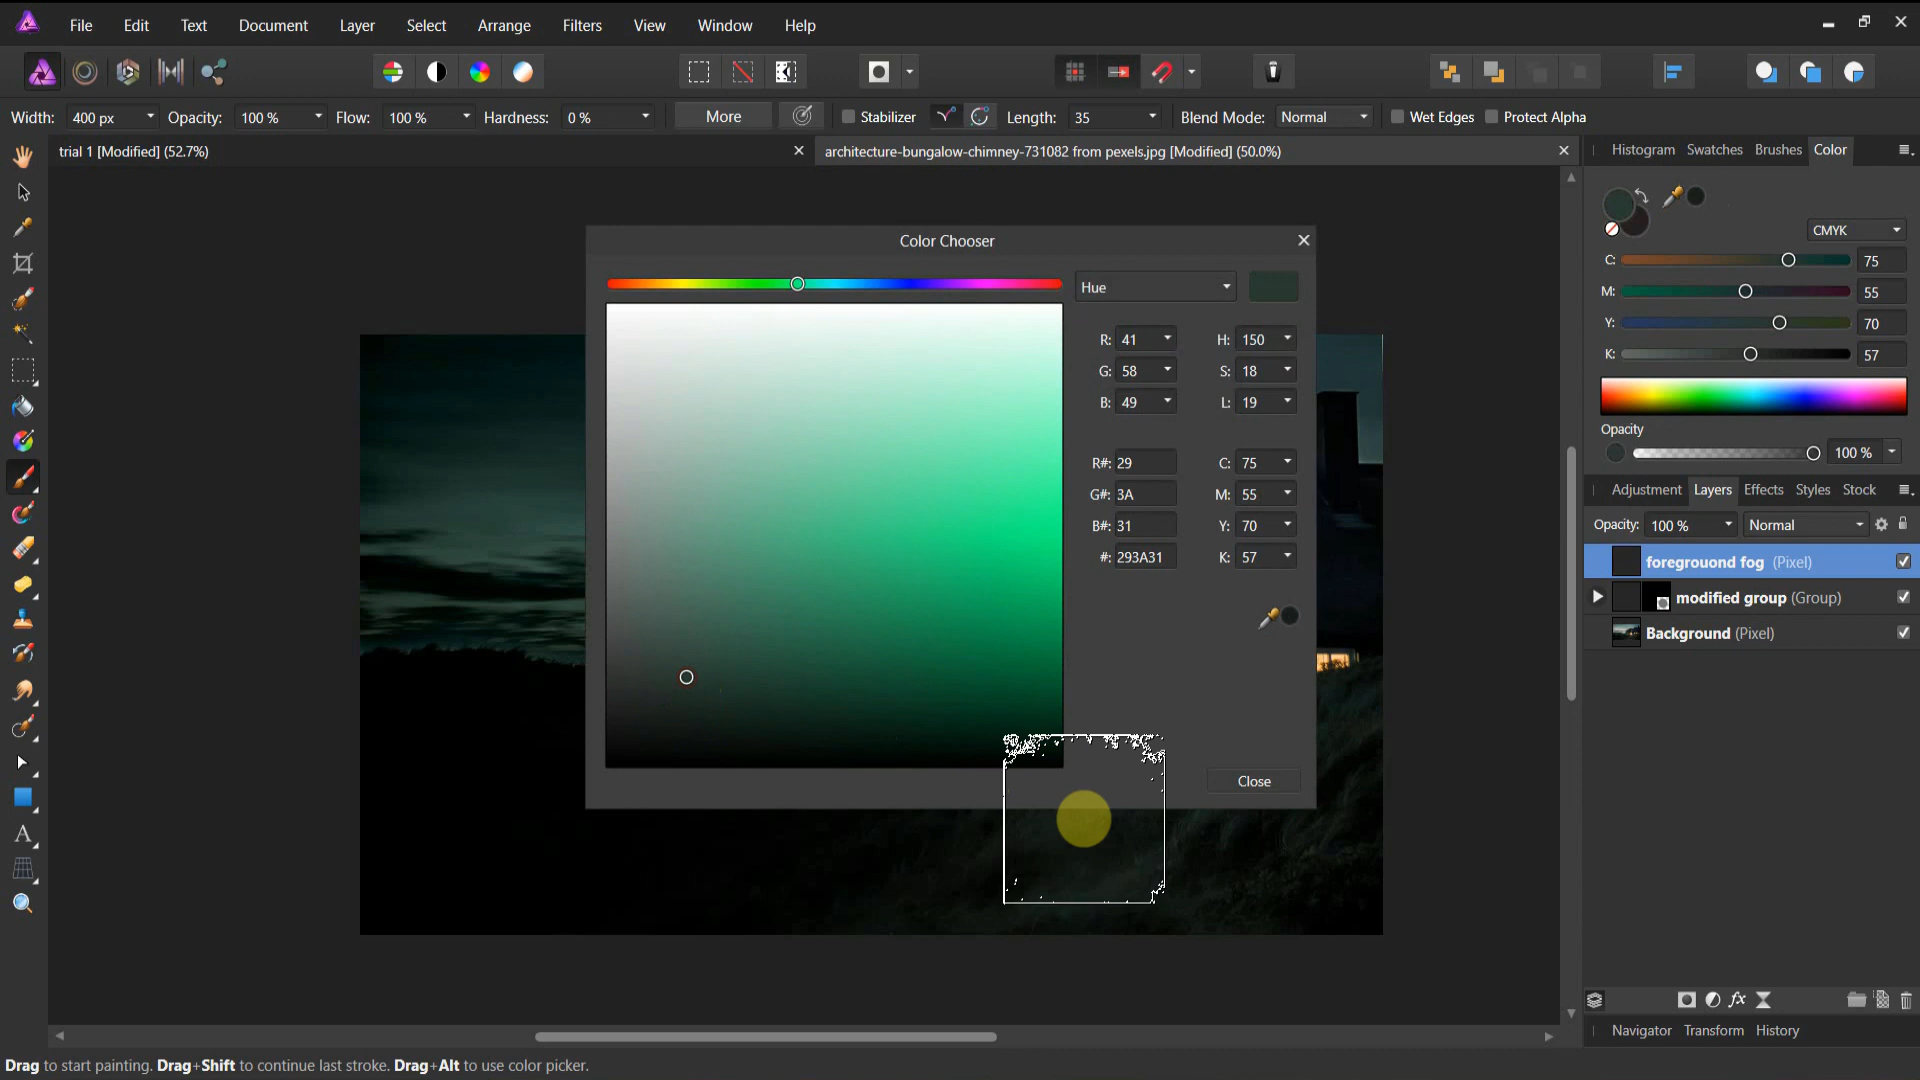 File Edit Text Document Layer Select Arrange Filters View Window Help
Width: 400 px Opacity: 100 % Flow: 100 % Hardness: 0 % More Stabilizer Length: 35 Blend Mode: Normal Wet Edges Protect Alpha
trial 1 [Modified] (52.7%) architecture-bungalow-chimney-731082 from pexels.jpg [Modified] (50.0%)
Histogram Swatches Brushes Color
CMYK
C: 75
M: 55
Y: 70
K: 57
Opacity
100 %
Color Chooser
Hue
R: 41 H: 150
G: 58 S: 18
B: 49 L: 19
R#: 29 C: 75
G#: 3A M: 55
B#: 31 Y: 70
#: 293A31 K: 57
Close
Adjustment Layers Effects Styles Stock
Opacity: 100 % Normal
foregrouond fog (Pixel)
modified group (Group)
Background (Pixel)
A
Navigator Transform History
Drag to start painting. Drag+Shift to continue last stroke. Drag+Alt to use color picker.